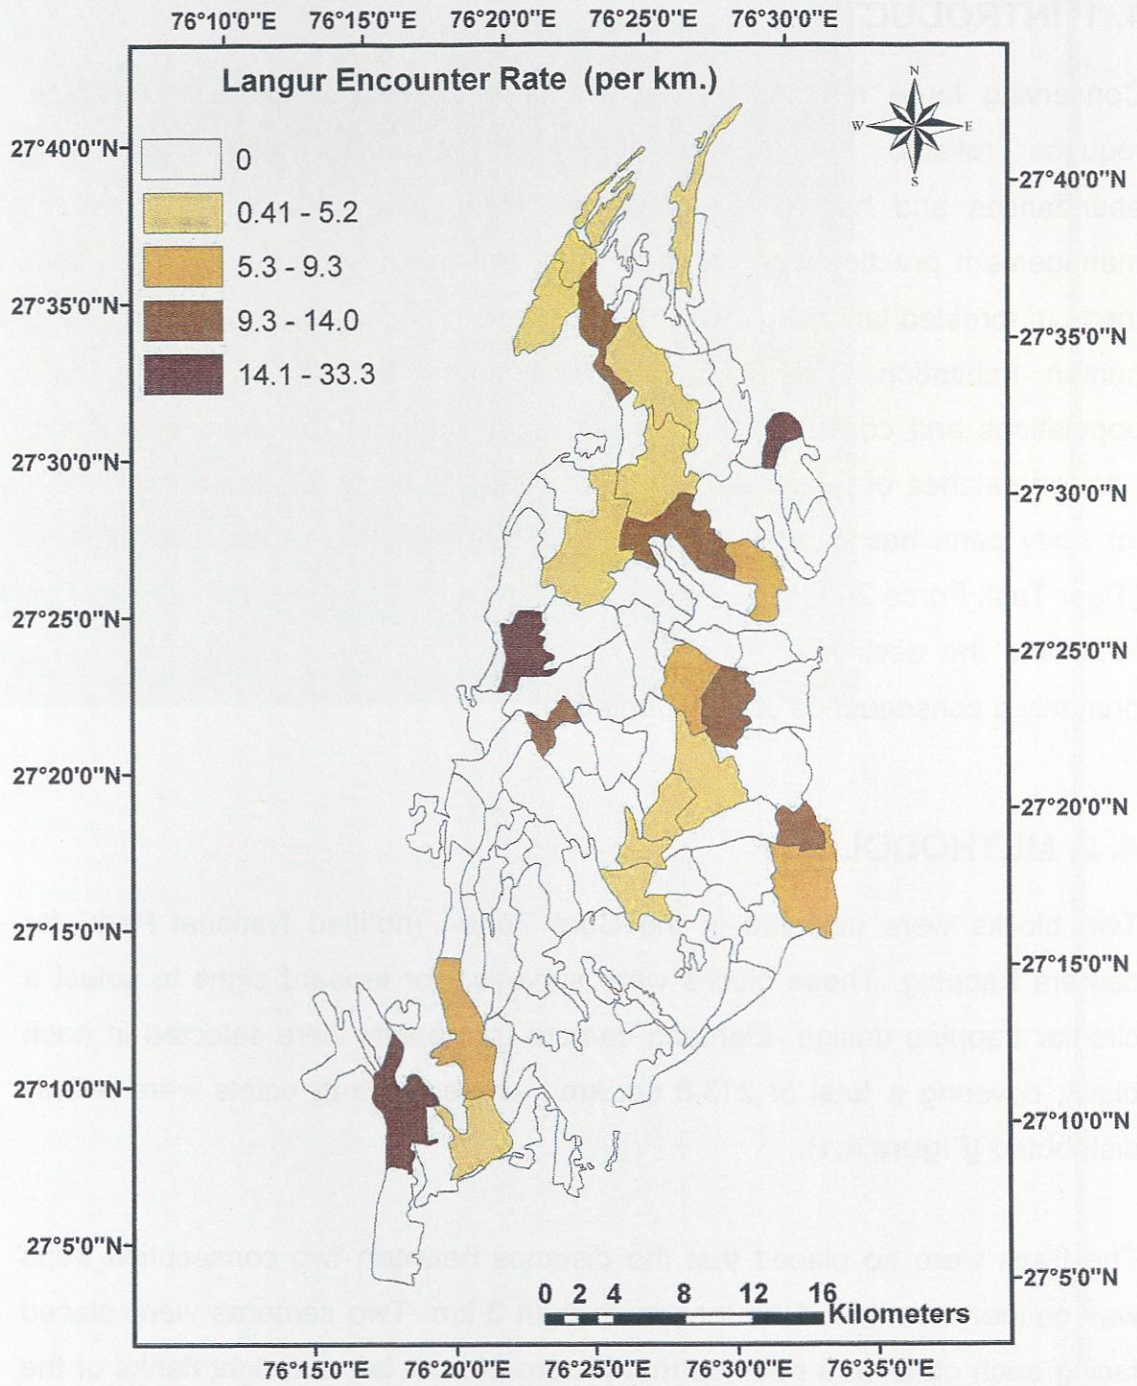 76°10'0"E 76°15'0"E 76°20'0"E 76°25'0"E 76°30'0"E
Langur Encounter Rate (per km.)
N
W E
S
0
0.41 - 5.2
5.3 - 9.3
9.3 - 14.0
14.1 - 33.3
27°40'0"N
27°35'0"N
27°30'0"N
27°25'0"N
27°20'0"N
27°15'0"N
27°10'0"N
27°5'0"N
27°40'0"N
27°35'0"N
27°30'0"N
27°25'0"N
27°20'0"N
27°15'0"N
27°10'0"N
27°5'0"N
0 2 4 8 12 16
Kilometers
76°15'0"E 76°20'0"E 76°25'0"E 76°30'0"E 76°35'0"E